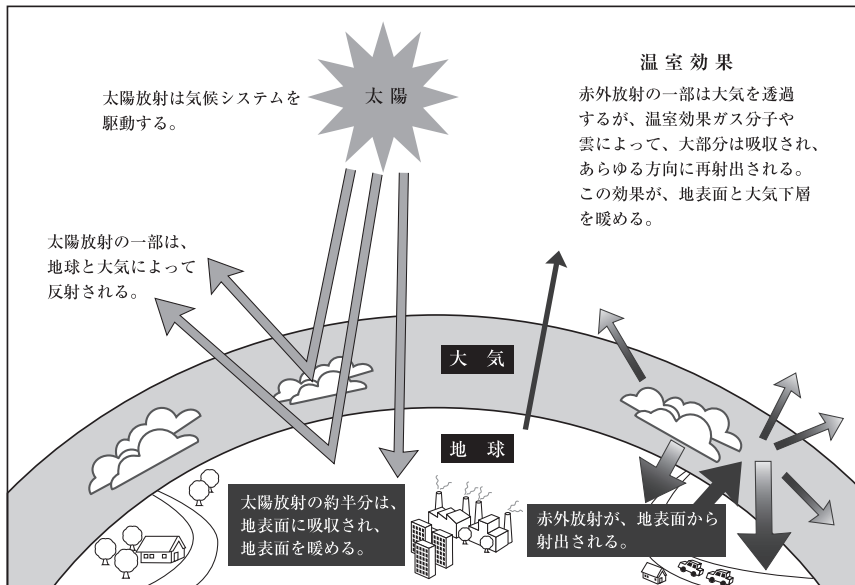 太陽放射は気候システムを
駆動する。
太陽
温室効果
赤外放射の一部は大気を透過
するが、温室効果ガス分子や
雲によって、大部分は吸収され、
あらゆる方向に再射出される。
この効果が、地表面と大気下層
を暖める。
太陽放射の一部は、
地球と大気によって
反射される。
大気
地球
太陽放射の約半分は、
地表面に吸収され、
地表面を暖める。
赤外放射が、地表面から
射出される。